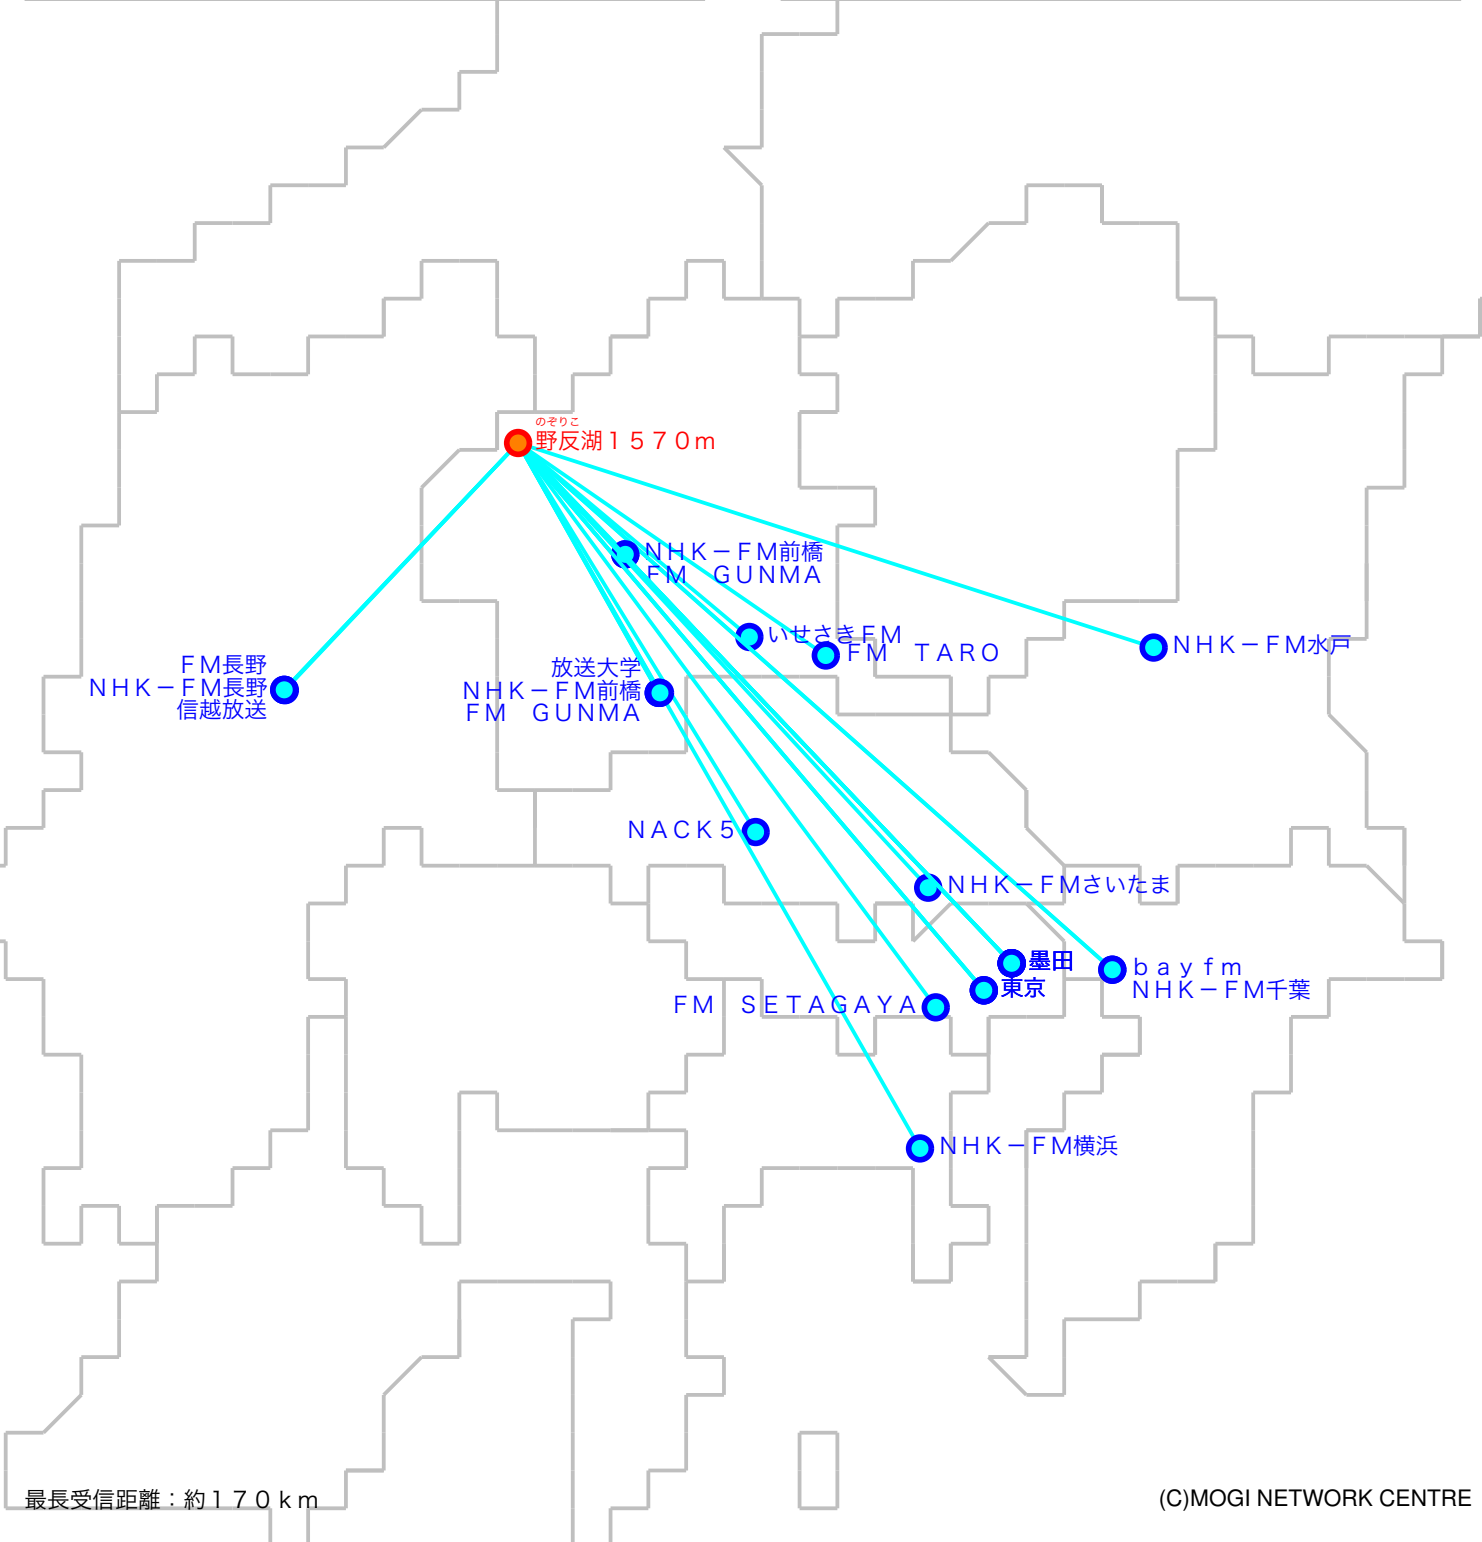 のぞりこ
野反湖１５７０ｍ
ＮＨＫ－ＦＭ前橋
ＦＭ　ＧＵＮＭＡ
いせさきＦＭ
ＦＭ　ＴＡＲＯ
ＮＨＫ－ＦＭ水戸
ＦＭ長野
ＮＨＫ－ＦＭ長野
信越放送
放送大学
ＮＨＫ－ＦＭ前橋
ＦＭ　ＧＵＮＭＡ
ＮＡＣＫ５
ＮＨＫ－ＦＭさいたま
墨田
ｂａｙｆｍ
ＮＨＫ－ＦＭ千葉
東京
ＦＭ　ＳＥＴＡＧＡＹＡ
ＮＨＫ－ＦＭ横浜
最長受信距離：約１７０ｋｍ
(C)MOGI NETWORK CENTRE